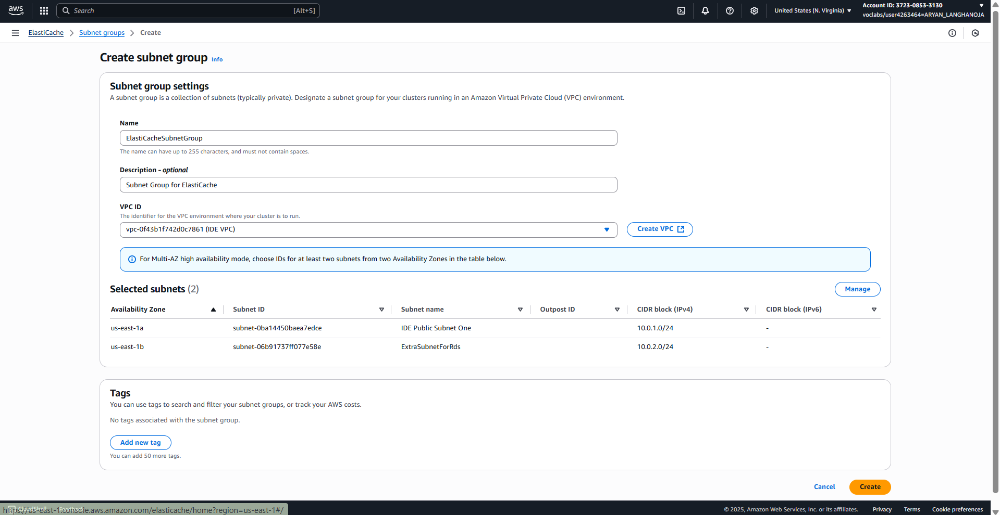 aws
Search
[Alt+S]
United States (N. Virginia)
Account ID: 3723-0853-3130
voclabs/user4263464=ARYAN_LANGHANOJA
ElastiCache
Subnet groups
Create
Create subnet group Info
Subnet group settings
A subnet group is a collection of subnets (typically private). Designate a subnet group for your clusters running in an Amazon Virtual Private Cloud (VPC) environment.
Name
ElastiCacheSubnetGroup
The name can have up to 255 characters, and must not contain spaces.
Description - optional
Subnet Group for ElastiCache
VPC ID
The identifier for the VPC environment where your cluster is to run.
vpc-0f43b1f742d0c7861 (IDE VPC)
Create VPC
For Multi-AZ high availability mode, choose IDs for at least two subnets from two Availability Zones in the table below.
Selected subnets (2)
Manage
Availability Zone Subnet ID Subnet name Outpost ID CIDR block (IPv4) CIDR block (IPv6)
us-east-1a subnet-0ba14450baea7edce IDE Public Subnet One 10.0.1.0/24 -
us-east-1b subnet-06b91737ff077e58e ExtraSubnetForRds 10.0.2.0/24 -
Tags
You can use tags to search and filter your subnet groups, or track your AWS costs.
No tags associated with the subnet group.
Add new tag
You can add 50 more tags.
Cancel
Create
CloudShell Feedback
https://us-east-1.console.aws.amazon.com/elasticache/home?region=us-east-1#/
© 2025, Amazon Web Services, Inc. or its affiliates. Privacy Terms Cookie preferences